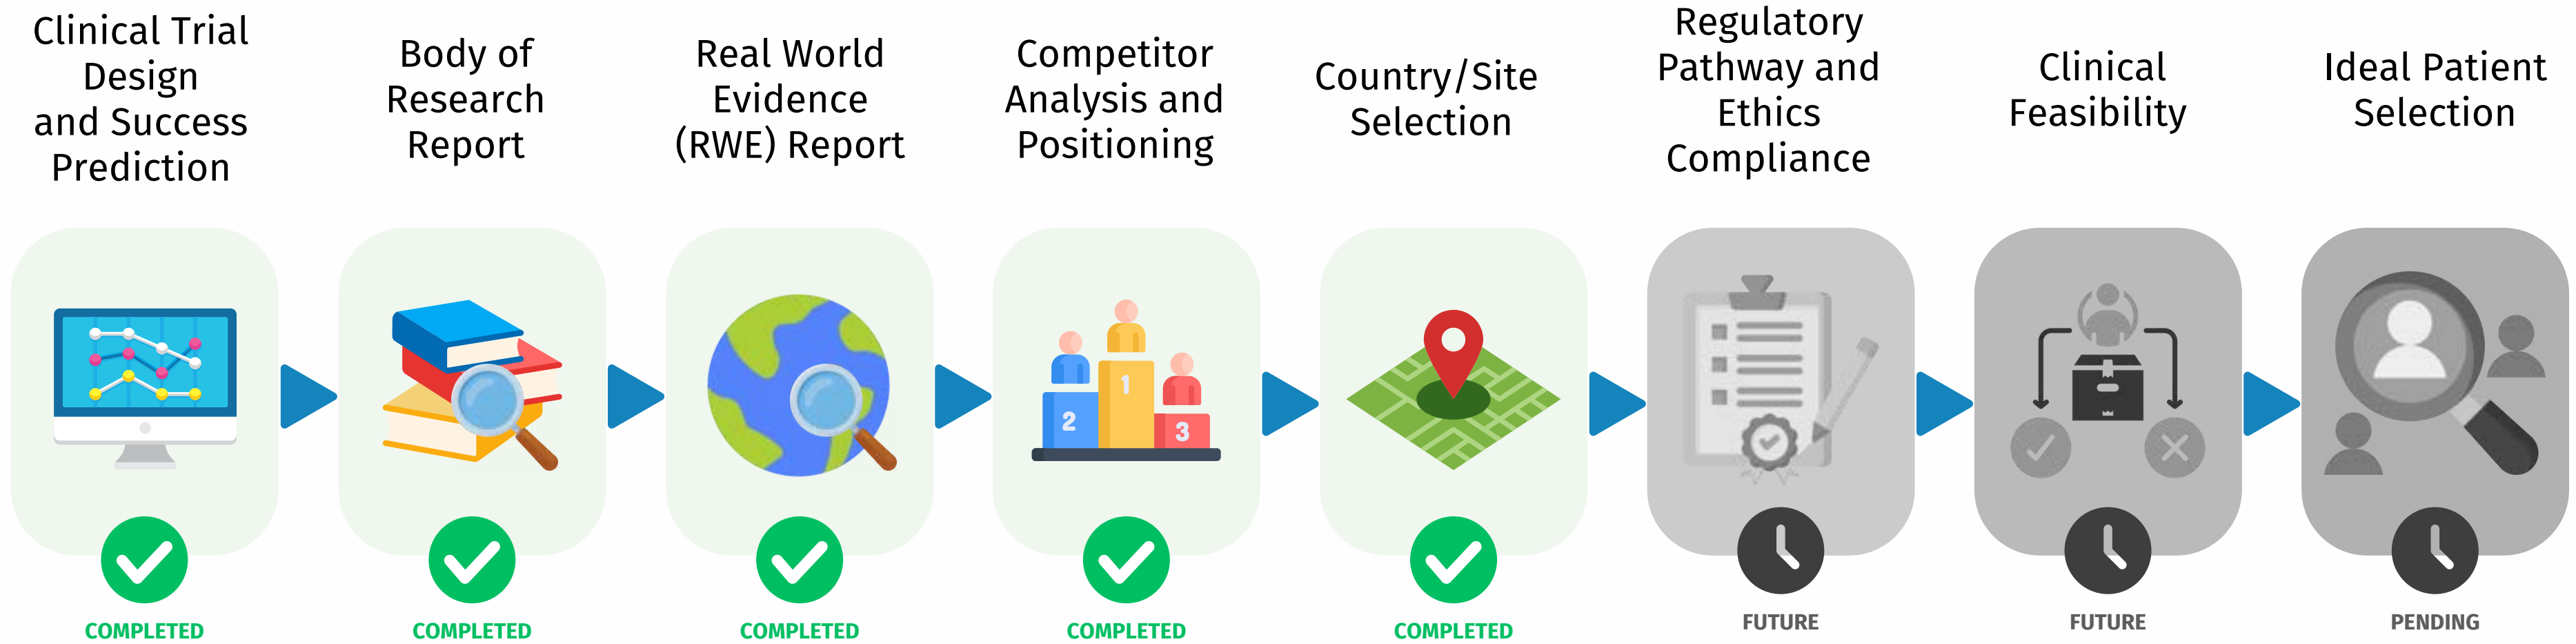 Clinical Trial
Design
and Success
Prediction
Body of
Research
Report
Real World
Evidence
(RWE) Report
Competitor
Analysis and
Positioning
Country/Site
Selection
Regulatory
Pathway and
Ethics
Compliance
Clinical
Feasibility
Ideal Patient
Selection
2
1
3
COMPLETED
COMPLETED
COMPLETED
COMPLETED
COMPLETED
FUTURE
FUTURE
PENDING